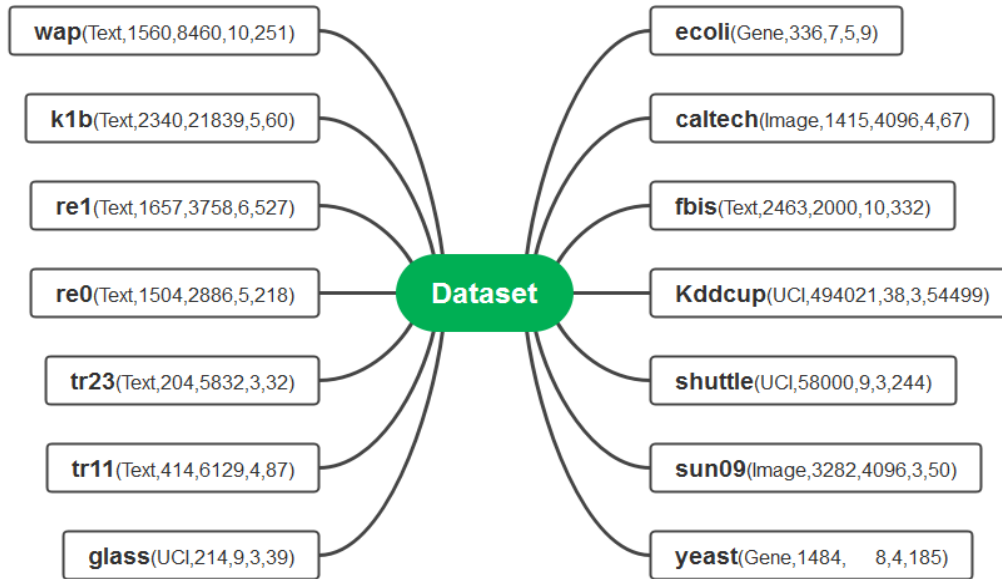 wap(Text,1560,8460,10,251)
k1b(Text,2340,21839,5,60)
re1(Text,1657,3758,6,527)
re0(Text,1504,2886,5,218)
tr23(Text,204,5832,3,32)
tr11(Text,414,6129,4,87)
glass(UCI,214,9,3,39)
Dataset
ecoli(Gene,336,7,5,9)
caltech(Image,1415,4096,4,67)
fbis(Text,2463,2000,10,332)
Kddcup(UCI,494021,38,3,54499)
shuttle(UCI,58000,9,3,244)
sun09(Image,3282,4096,3,50)
yeast(Gene,1484, 8,4,185)